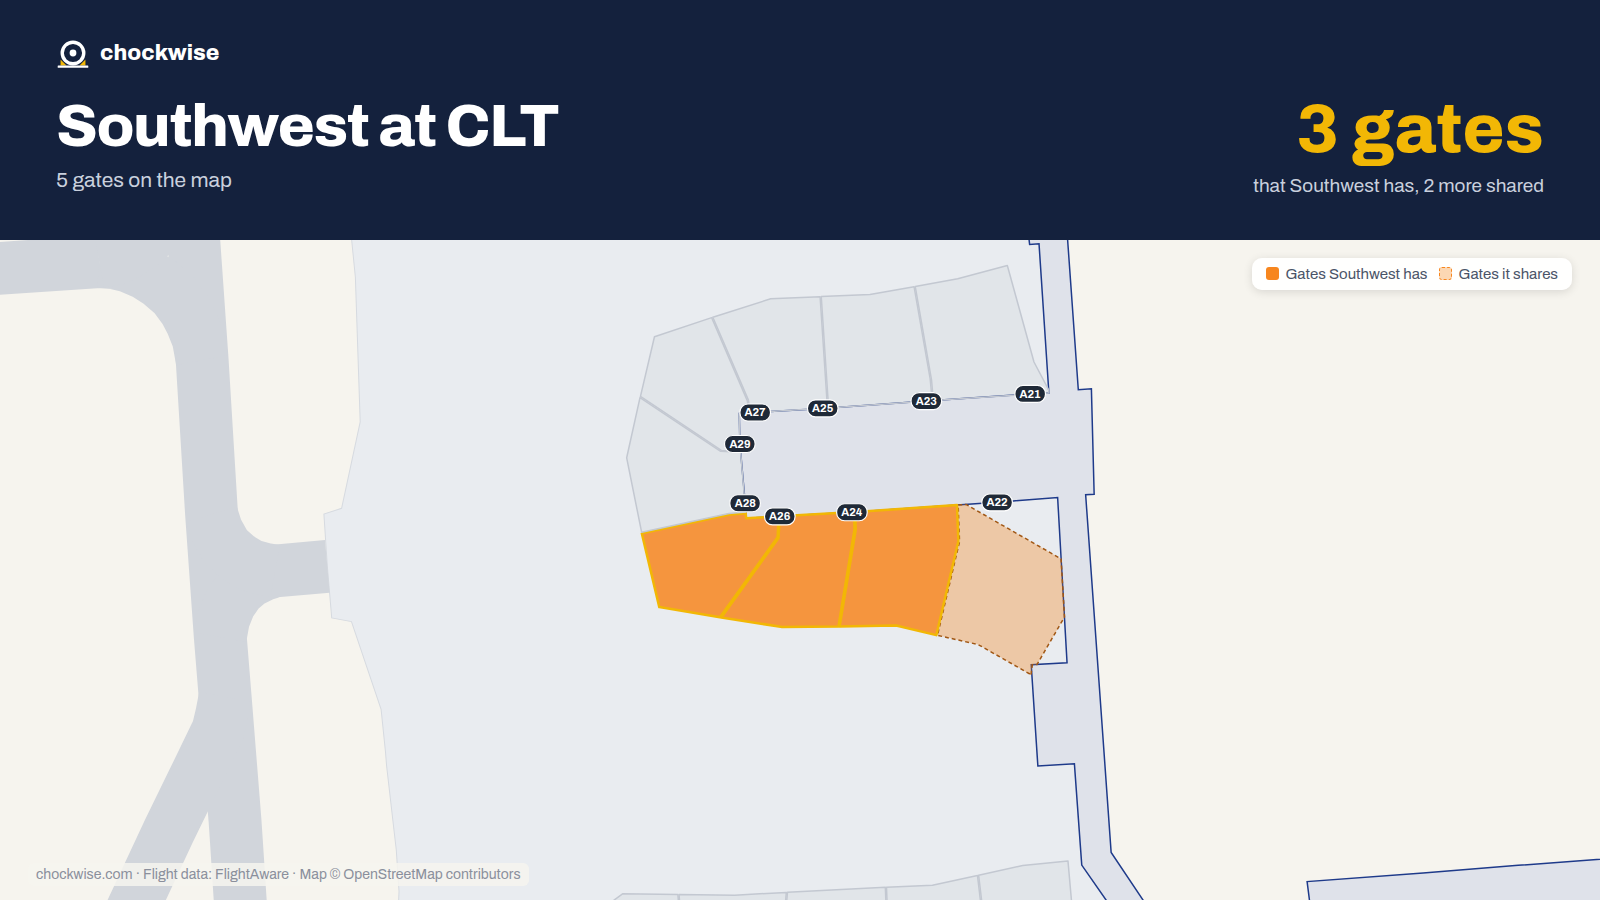 chockwise
Southwest at CLT
5 gates on the map
3 gates
that Southwest has, 2 more shared
Gates Southwest has
Gates it shares
A27
A25
A23
A21
A29
A28
A26
A24
A22
chockwise.com · Flight data: FlightAware · Map © OpenStreetMap contributors